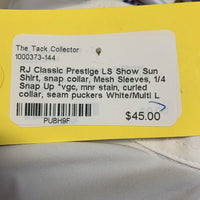 The Tack Collector
1000373-144
RJ Classic Prestige LS Show Sun
Shirt, snap collar, Mesh Sleeves, 1/4
Snap Up *vgc, mnr stain, curled
collar, seam puckers White/Multi L
$45.00
PUBH9F